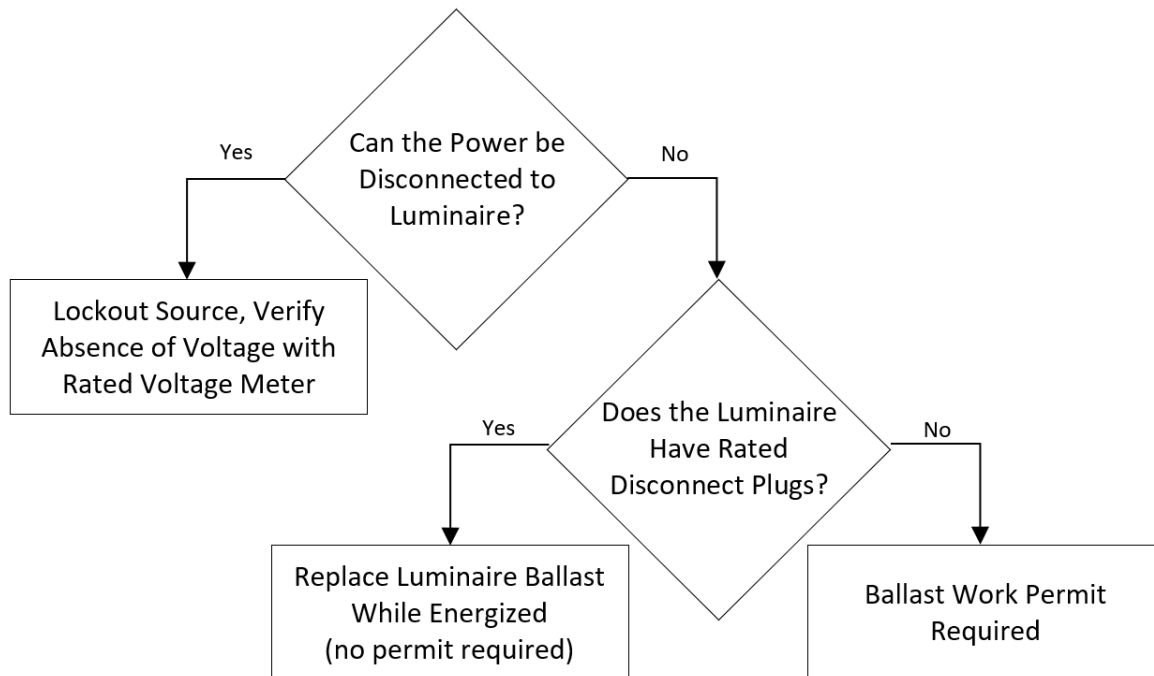 Can the Power be
Disconnected to
Luminaire?
Yes
No
Lockout Source, Verify
Absence of Voltage with
Rated Voltage Meter
Does the Luminaire
Have Rated
Disconnect Plugs?
Yes
No
Replace Luminaire Ballast
While Energized
(no permit required)
Ballast Work Permit
Required